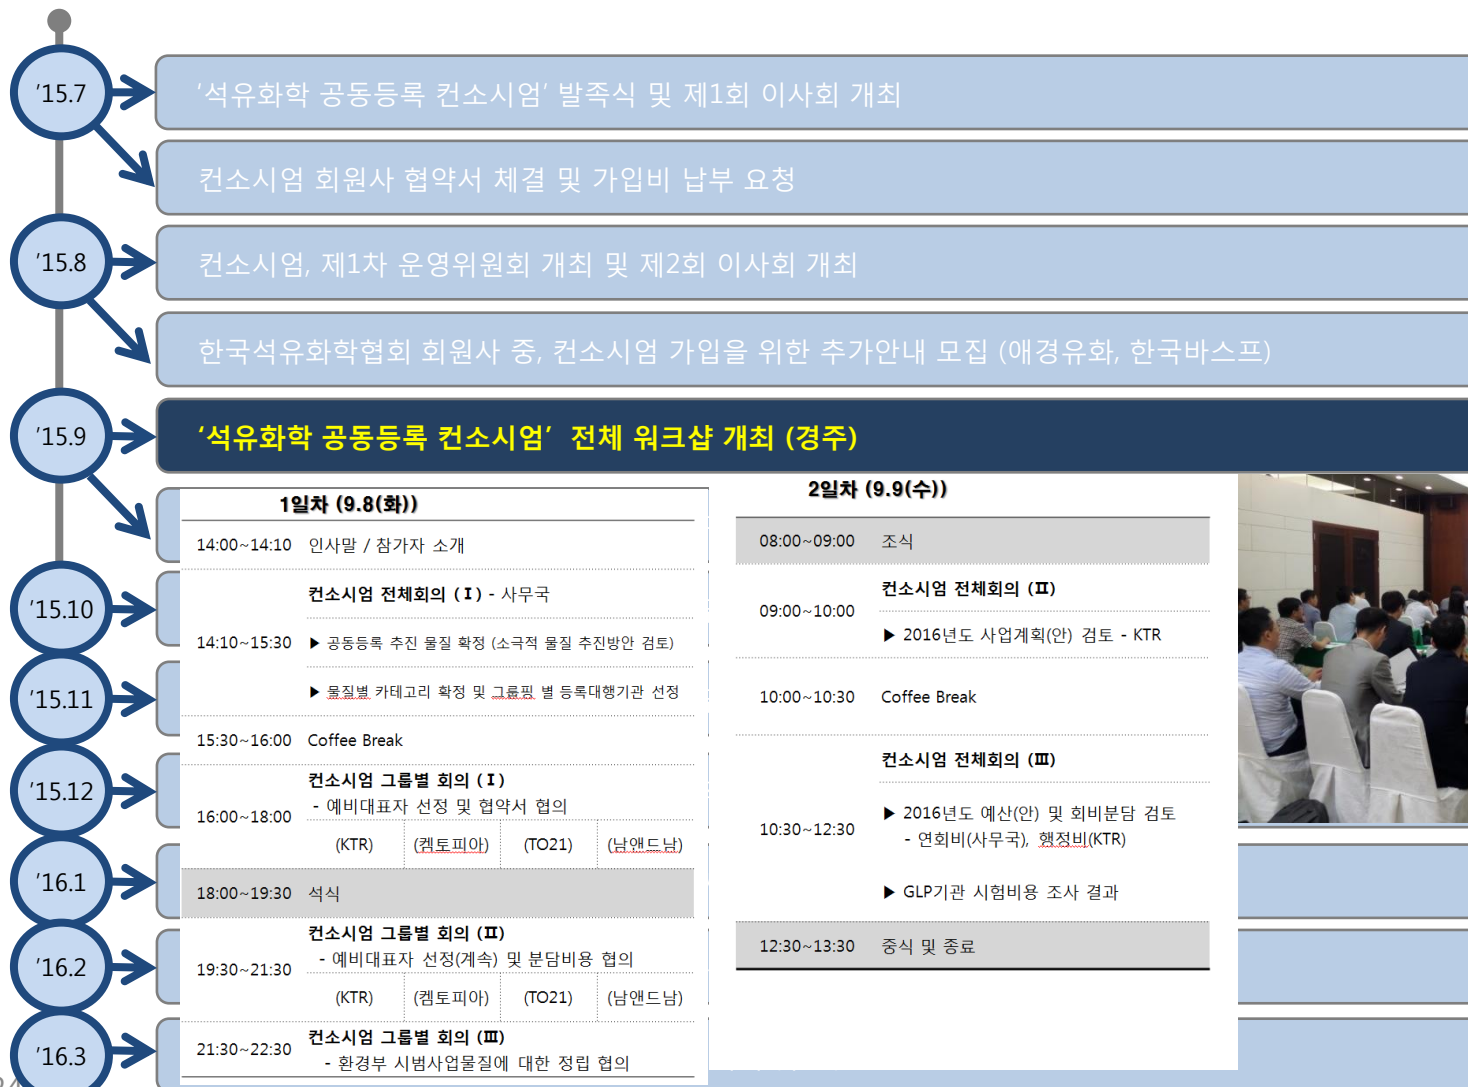 '15.7
'석유화학 공동등록 컨소시엄' 발족식 및 제1회 이사회 개최
컨소시엄 회원사 협약서 체결 및 가입비 납부 요청
'15.8
컨소시엄, 제1차 운영위원회 개최 및 제2회 이사회 개최
한국석유화학협회 회원사 중, 컨소시엄 가입을 위한 추가안내 모집 (애경유화, 한국바스프)
'15.9
'석유화학 공동등록 컨소시엄' 전체 워크샵 개최 (경주)
'15.10
'15.11
'15.12
'16.1
'16.2
'16.3
1일차 (9.8(화))
14:00~14:10 인사말 / 참가자 소개
14:10~15:30
컨소시엄 전체회의 (Ⅰ) - 사무국
▶ 공동등록 추진 물질 확정 (소극적 물질 추진방안 검토)
▶ 물질별 카테고리 확정 및 그룹핑 별 등록대행기관 선정
15:30~16:00 Coffee Break
16:00~18:00
컨소시엄 그룹별 회의 (Ⅰ)
- 예비대표자 선정 및 협약서 협의
(KTR) (켐토피아) (TO21) (남앤드남)
18:00~19:30 석식
19:30~21:30
컨소시엄 그룹별 회의 (Ⅱ)
- 예비대표자 선정(계속) 및 분담비용 협의
(KTR) (켐토피아) (TO21) (남앤드남)
21:30~22:30
컨소시엄 그룹별 회의 (Ⅲ)
- 환경부 시범사업물질에 대한 정립 협의
2일차 (9.9(수))
08:00~09:00 조식
09:00~10:00
컨소시엄 전체회의 (Ⅱ)
▶ 2016년도 사업계획(안) 검토 - KTR
10:00~10:30 Coffee Break
10:30~12:30
컨소시엄 전체회의 (Ⅲ)
▶ 2016년도 예산(안) 및 회비분담 검토
- 연회비(사무국), 행정비(KTR)
▶ GLP기관 시험비용 조사 결과
12:30~13:30 중식 및 종료